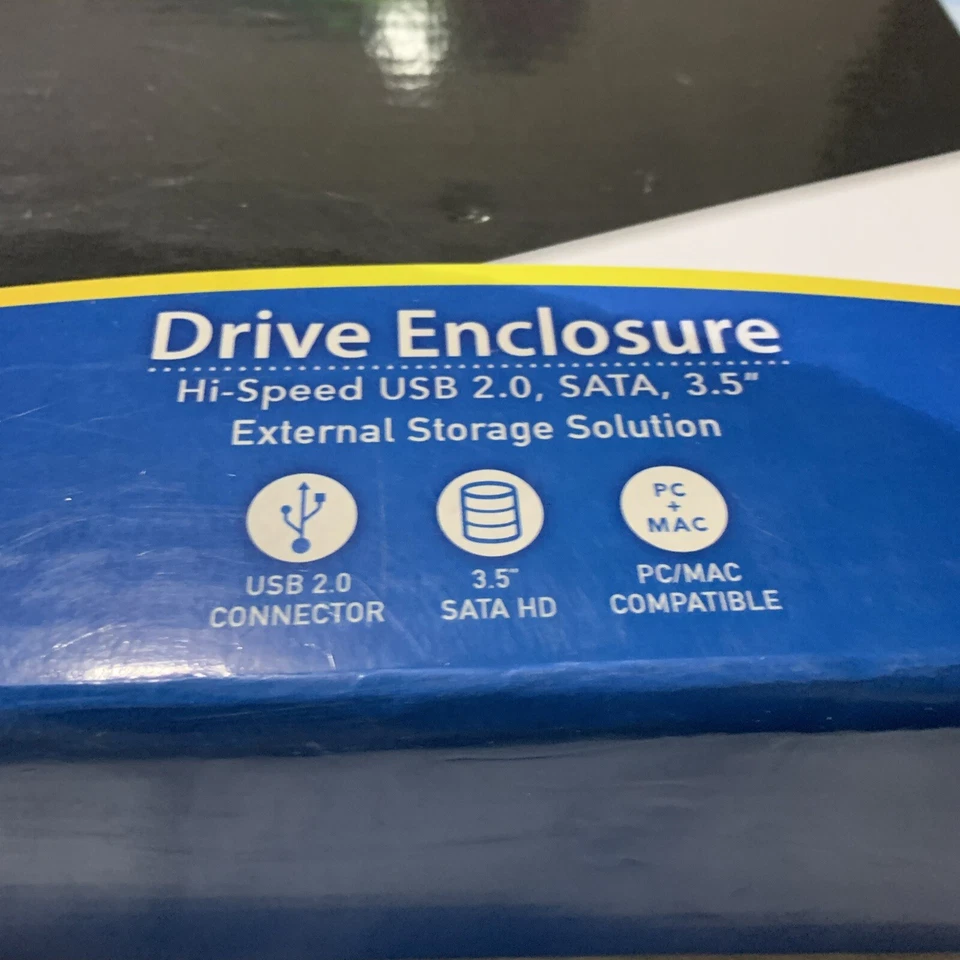 Drive Enclosure
Hi-Speed USB 2.0, SATA, 3.5"
External Storage Solution
PC
+
MAC
USB 2.0
CONNECTOR
3.5"
SATA HD
PC/MAC
COMPATIBLE